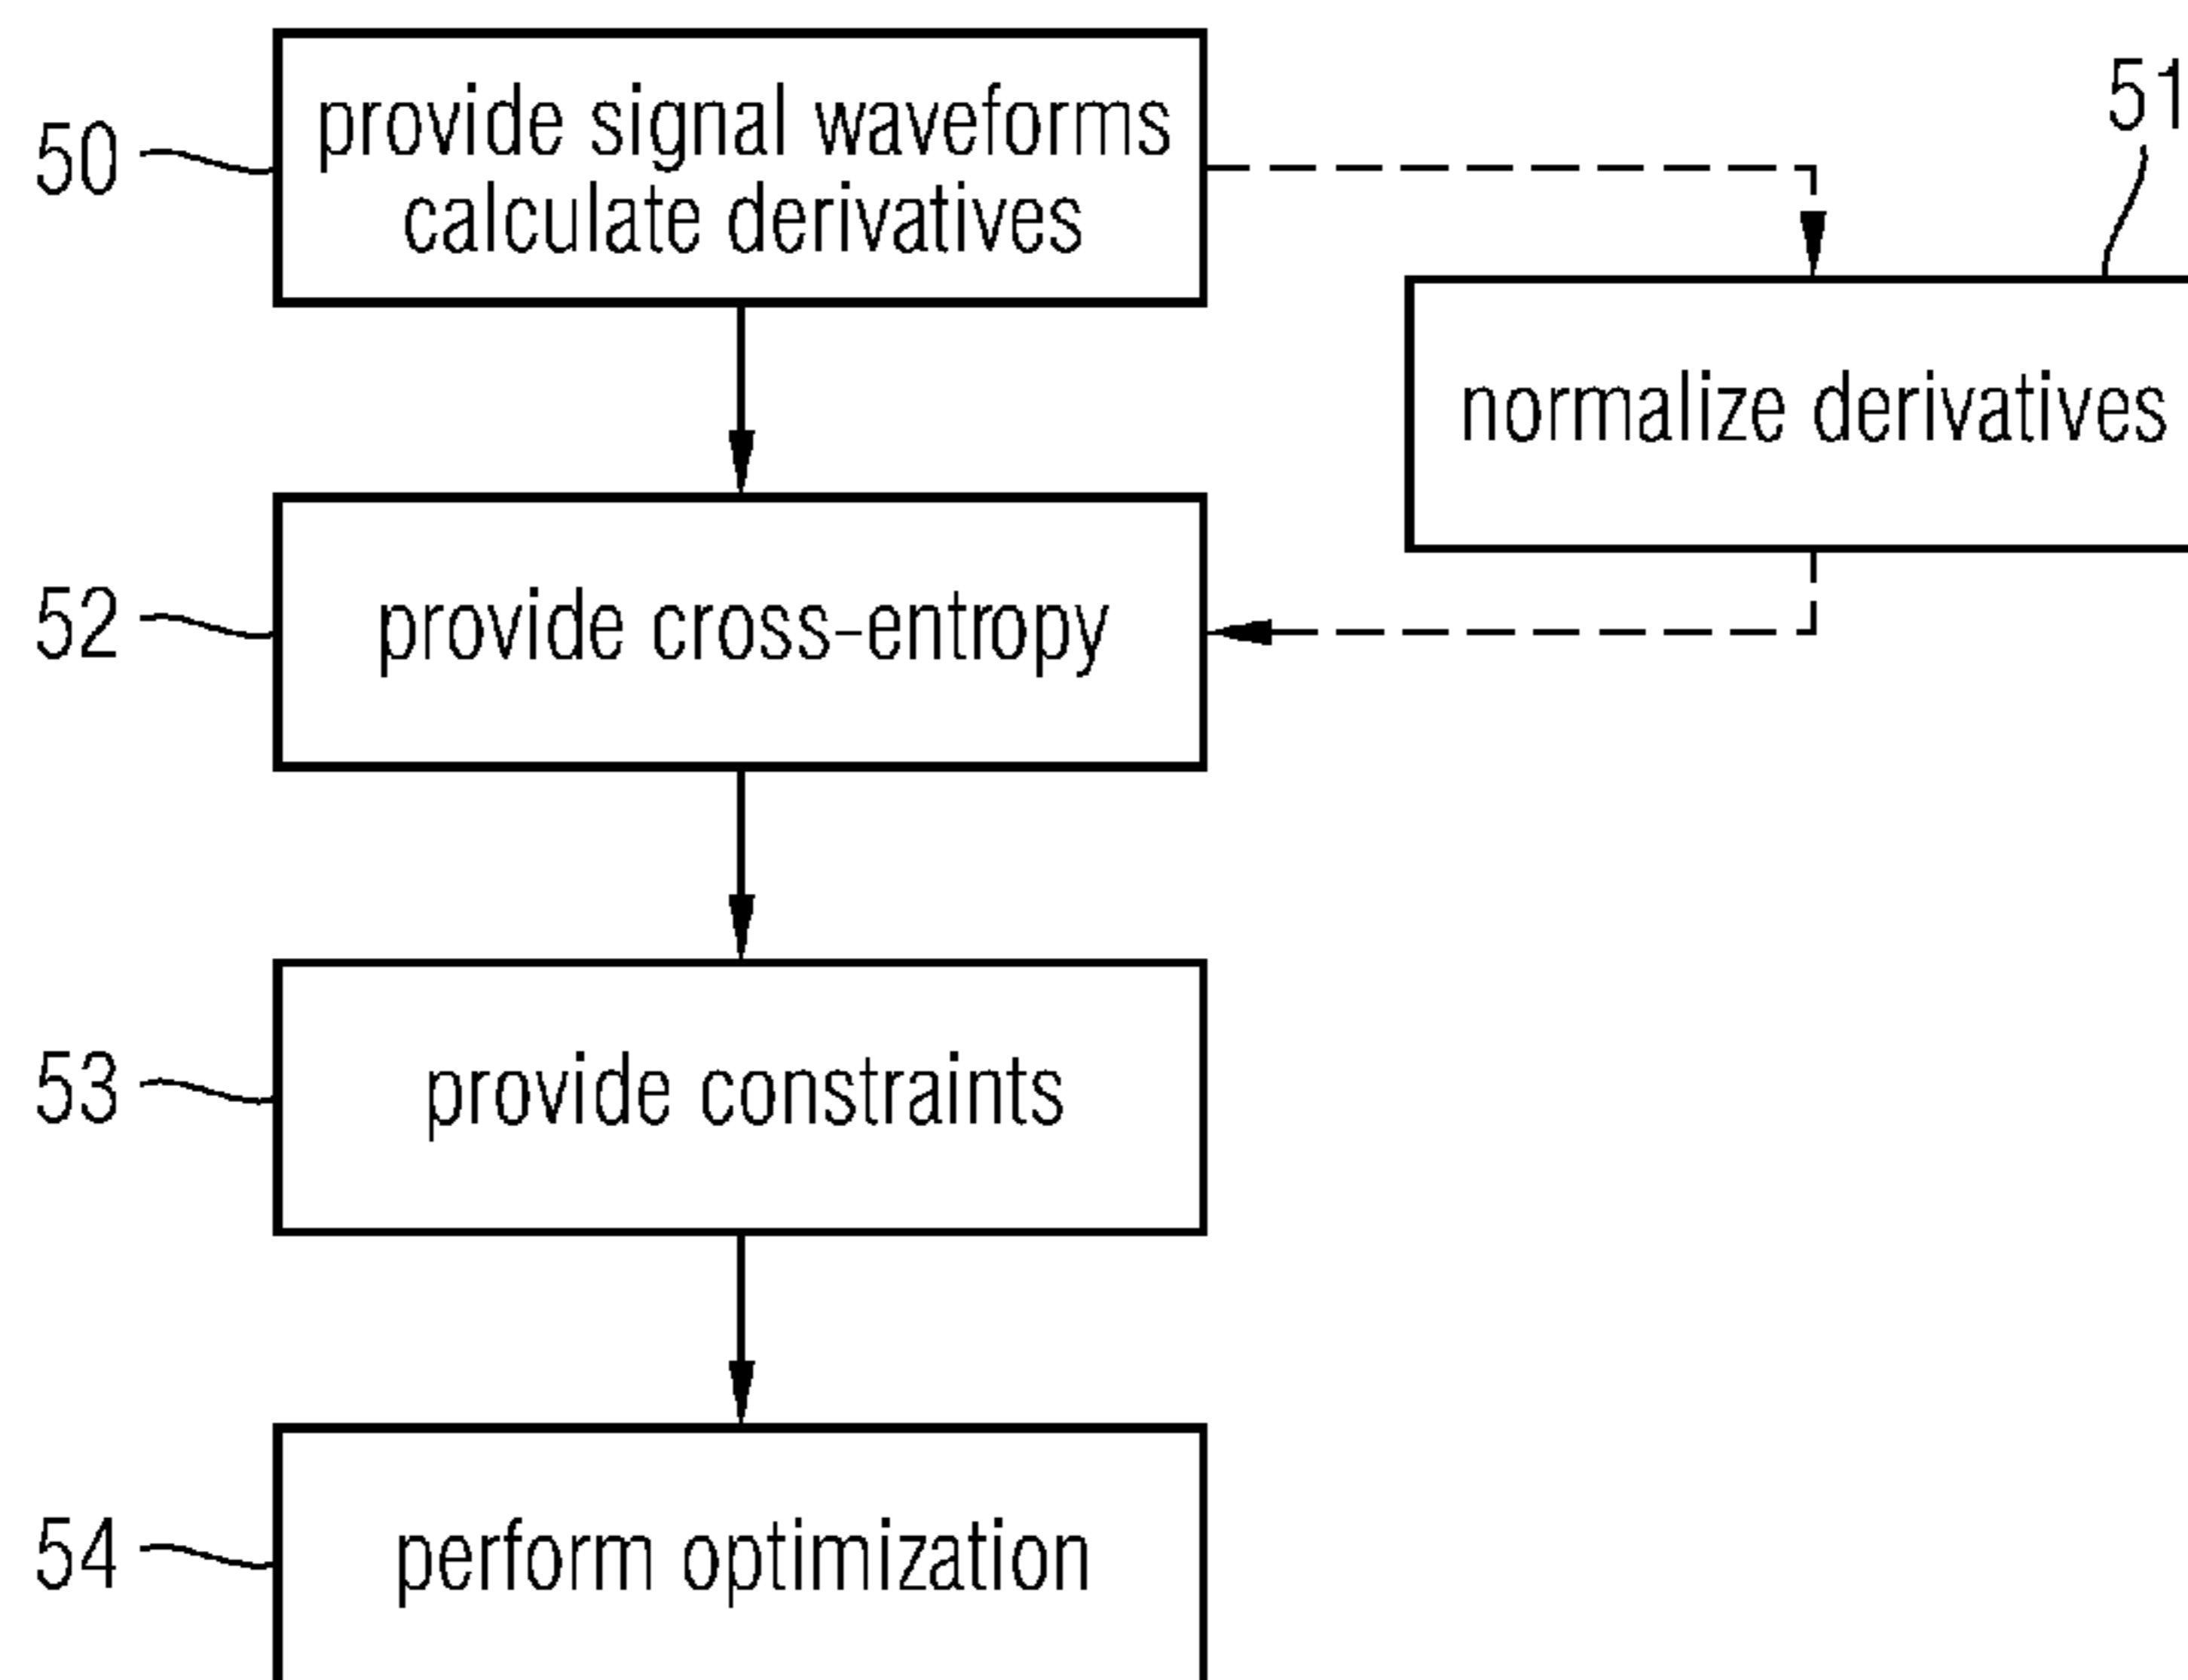 50
provide signal waveforms
calculate derivatives
51
normalize derivatives
52
provide cross-entropy
53
provide constraints
54
perform optimization